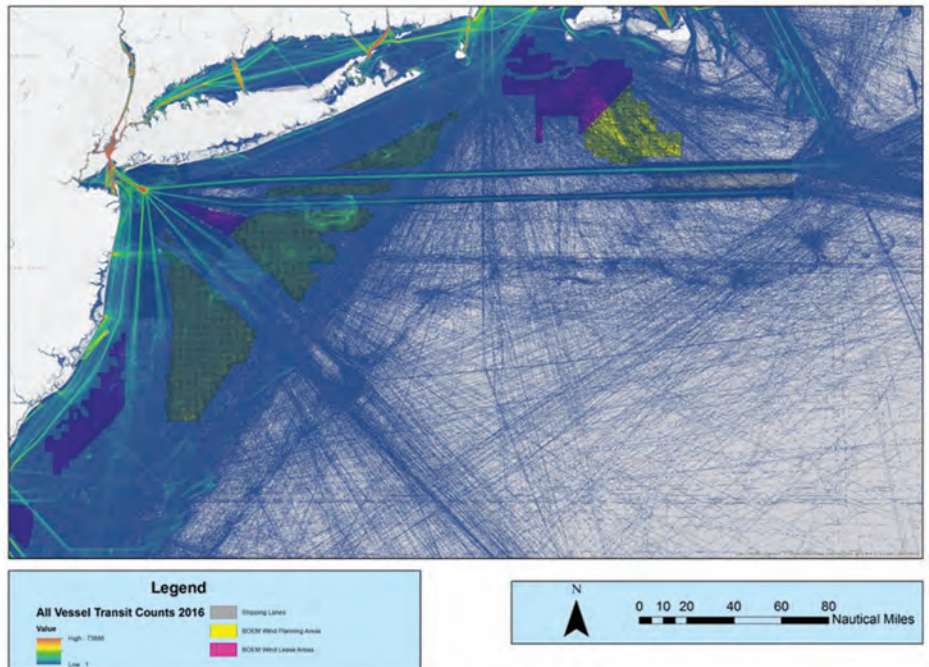 Legend
All Vessel Transit Counts 2016
Value
High : 73886
Low : 1
Shipping Lanes
BOEM Wind Planning Areas
BOEM Wind Lease Areas
N
0 10 20 40 60 80
Nautical Miles